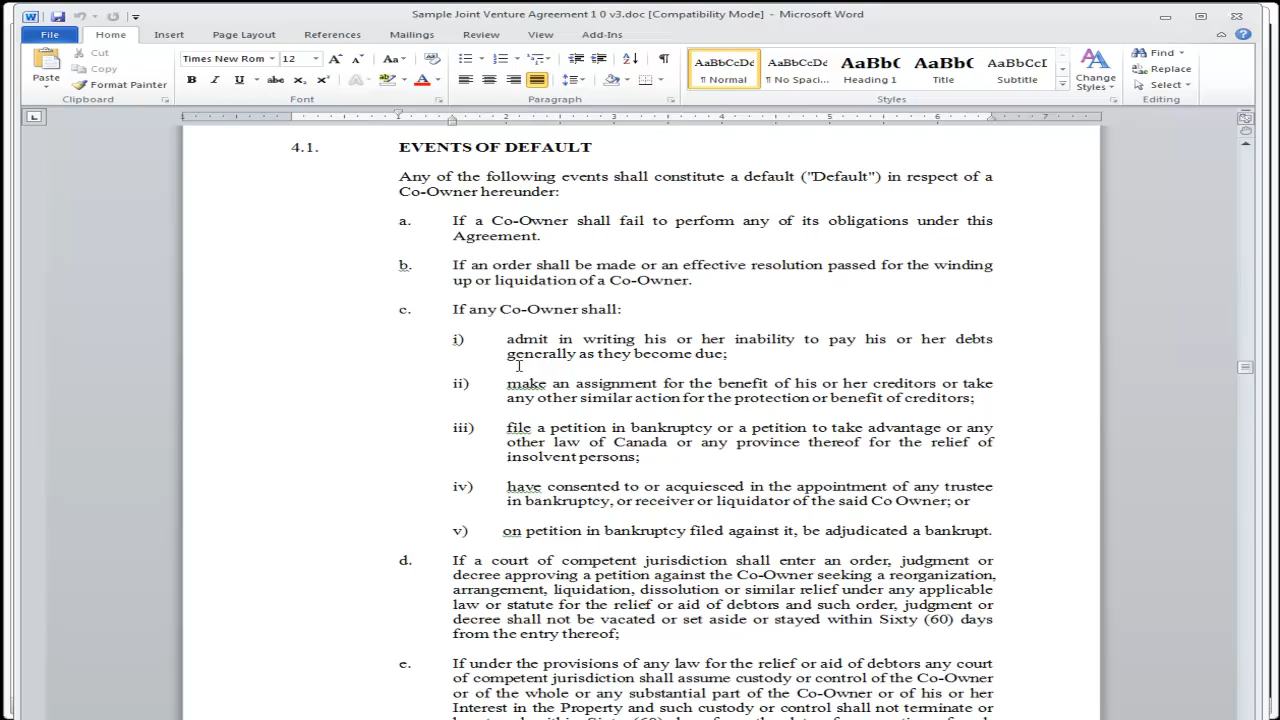 Sample Joint Venture Agreement 1 0 v3.doc [Compatibility Mode] - Microsoft Word
File Home Insert Page Layout References Mailings Review View Add-Ins
Cut
Copy
Format Painter
Paste
Clipboard
Times New Rom 12
Font
Paragraph
AaBbCcDd AaBbCcDd AaBbC AaBbC AaBbCcD
¶ Normal ¶ No Spaci... Heading 1 Title Subtitle
Change
Styles
Styles
Find
Replace
Select
Editing
1 1 2 3 4 5 6 7
4.1. EVENTS OF DEFAULT
Any of the following events shall constitute a default ("Default") in respect of a
Co-Owner hereunder:
a. If a Co-Owner shall fail to perform any of its obligations under this
Agreement.
b. If an order shall be made or an effective resolution passed for the winding
up or liquidation of a Co-Owner.
c. If any Co-Owner shall:
i) admit in writing his or her inability to pay his or her debts
generally as they become due;
ii) make an assignment for the benefit of his or her creditors or take
any other similar action for the protection or benefit of creditors;
iii) file a petition in bankruptcy or a petition to take advantage or any
other law of Canada or any province thereof for the relief of
insolvent persons;
iv) have consented to or acquiesced in the appointment of any trustee
in bankruptcy, or receiver or liquidator of the said Co Owner; or
v) on petition in bankruptcy filed against it, be adjudicated a bankrupt.
d. If a court of competent jurisdiction shall enter an order, judgment or
decree approving a petition against the Co-Owner seeking a reorganization,
arrangement, liquidation, dissolution or similar relief under any applicable
law or statute for the relief or aid of debtors and such order, judgment or
decree shall not be vacated or set aside or stayed within Sixty (60) days
from the entry thereof;
e. If under the provisions of any law for the relief or aid of debtors any court
of competent jurisdiction shall assume custody or control of the Co-Owner
or of the whole or any substantial part of the Co-Owner or of his or her
Interest in the Property and such custody or control shall not terminate or